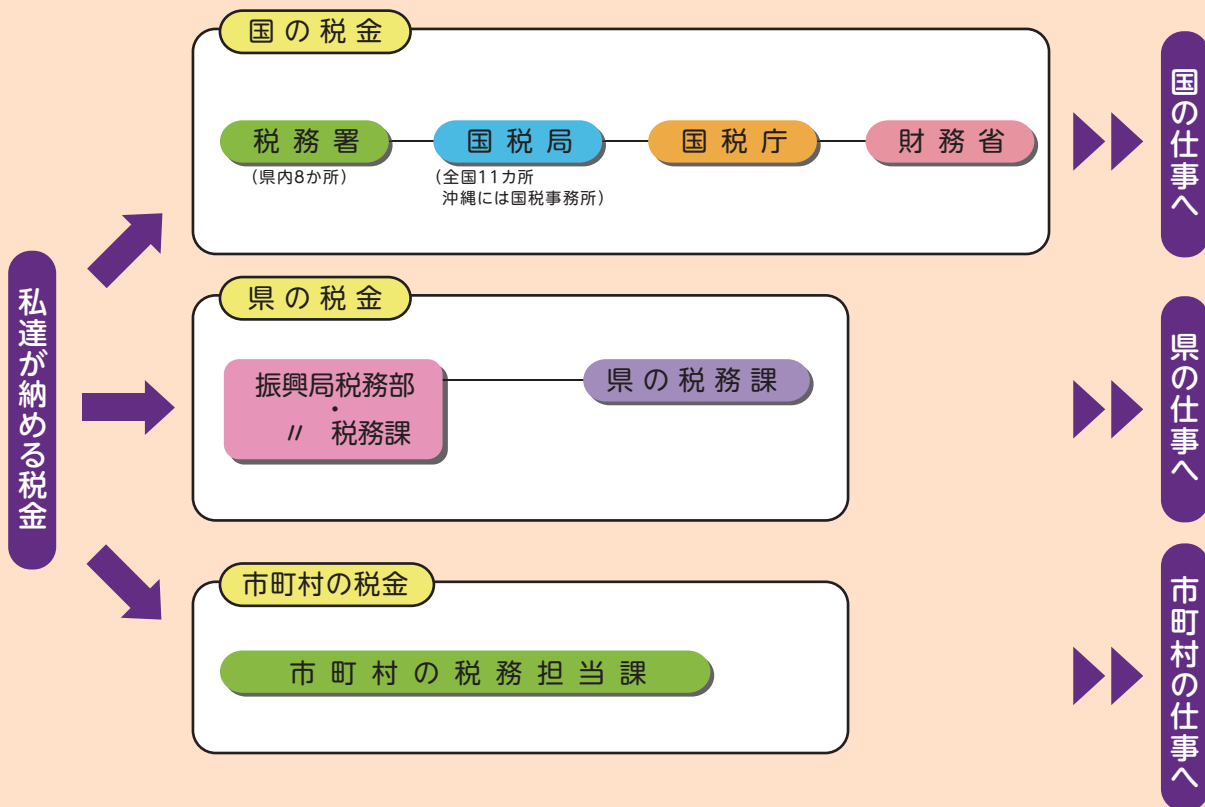 私達が納める税金
国の税金
税務署
(県内8か所)
国税局
(全国11カ所
沖縄には国税事務所)
国税庁
財務省
国の仕事へ
県の税金
振興局税務部
・
〃 税務課
県の税務課
県の仕事へ
市町村の税金
市町村の税務担当課
市町村の仕事へ